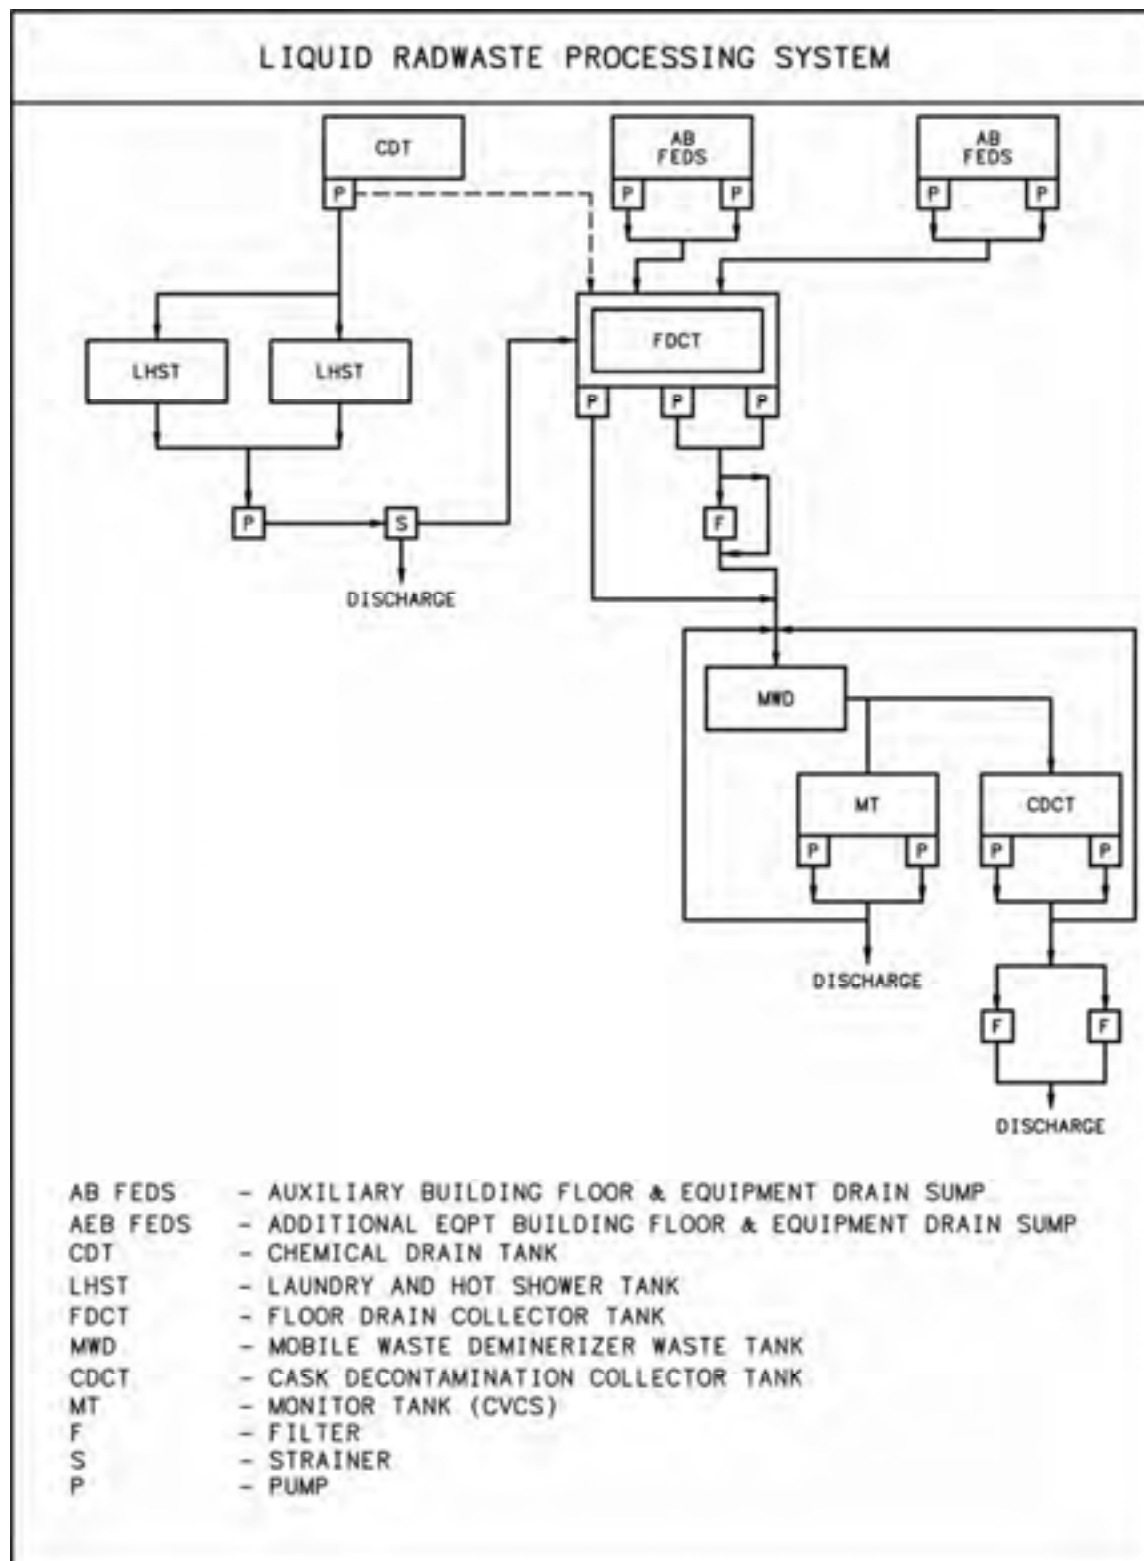 LIQUID RADWASTE PROCESSING SYSTEM
CDT
AB
FEDS
AB
FEDS
P
P
P
P
P
FDCT
LHST
LHST
P
P
P
P
S
F
DISCHARGE
MWD
MT
CDCT
P
P
P
P
DISCHARGE
F
F
DISCHARGE
AB FEDS - AUXILIARY BUILDING FLOOR & EQUIPMENT DRAIN SUMP
AEB FEDS - ADDITIONAL EQPT BUILDING FLOOR & EQUIPMENT DRAIN SUMP
CDT - CHEMICAL DRAIN TANK
LHST - LAUNDRY AND HOT SHOWER TANK
FDCT - FLOOR DRAIN COLLECTOR TANK
MWD - MOBILE WASTE DEMINERIZER WASTE TANK
CDCT - CASK DECONTAMINATION COLLECTOR TANK
MT - MONITOR TANK (CVCS)
F - FILTER
S - STRAINER
P - PUMP